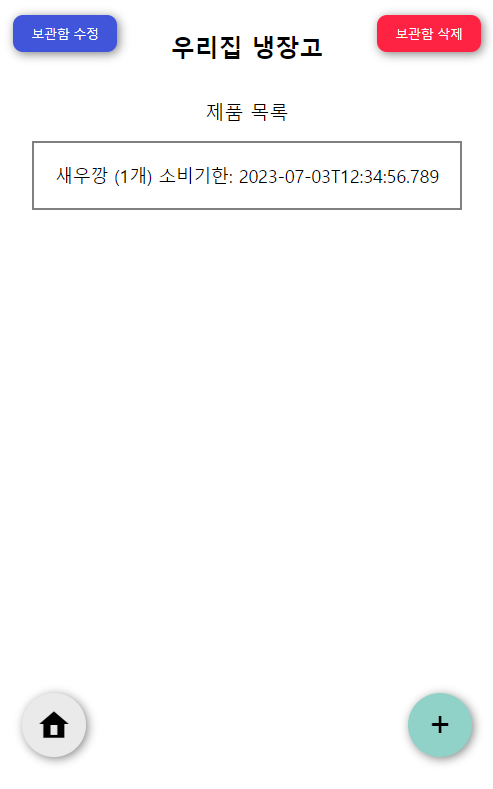 보관함 수정
우리집 냉장고
보관함 삭제
제품 목록
새우깡 (1개) 소비기한: 2023-07-03T12:34:56.789
+